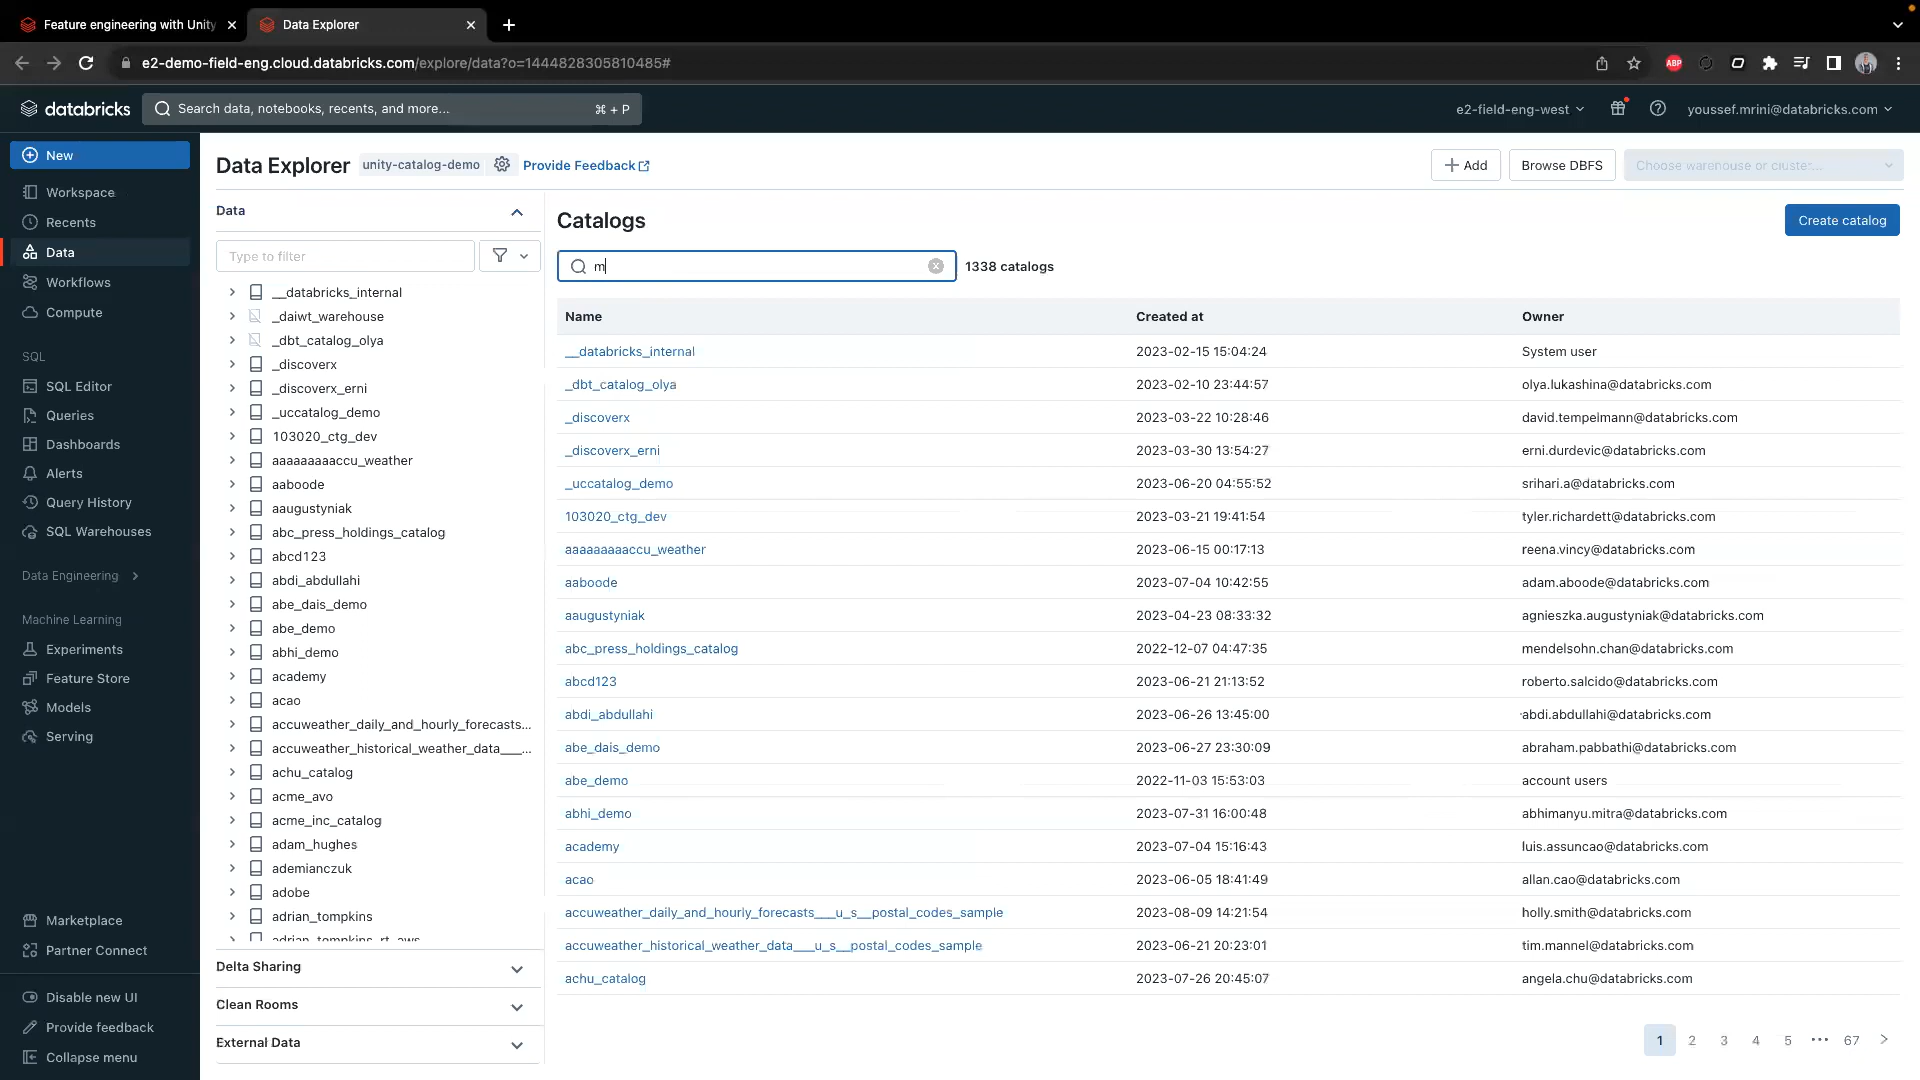 Feature engineering with Unity
Data Explorer
e2-demo-field-eng.cloud.databricks.com/explore/data?o=1444828305810485#
ABP
databricks
Search data, notebooks, recents, and more...
⌘ + P
e2-field-eng-west
youssef.mrini@databricks.com
New
Workspace
Recents
Data
Workflows
Compute
SQL
SQL Editor
Queries
Dashboards
Alerts
Query History
SQL Warehouses
Data Engineering
Machine Learning
Experiments
Feature Store
Models
Serving
Marketplace
Partner Connect
Disable new UI
Provide feedback
Collapse menu
Data Explorer unity-catalog-demo Provide Feedback
Add
Browse DBFS
Choose warehouse or cluster...
Data
Type to filter
__databricks_internal
_daiwt_warehouse
_dbt_catalog_olya
_discoverx
_discoverx_erni
_uccatalog_demo
103020_ctg_dev
aaaaaaaaaccu_weather
aaboode
aaugustyniak
abc_press_holdings_catalog
abcd123
abdi_abdullahi
abe_dais_demo
abe_demo
abhi_demo
academy
acao
accuweather_daily_and_hourly_forecasts...
accuweather_historical_weather_data___...
achu_catalog
acme_avo
acme_inc_catalog
adam_hughes
ademianczuk
adobe
adrian_tompkins
adrian_tompkins_rt_aws
Delta Sharing
Clean Rooms
External Data
Catalogs
Create catalog
m
1338 catalogs
Name Created at Owner
__databricks_internal 2023-02-15 15:04:24 System user
_dbt_catalog_olya 2023-02-10 23:44:57 olya.lukashina@databricks.com
_discoverx 2023-03-22 10:28:46 david.tempelmann@databricks.com
_discoverx_erni 2023-03-30 13:54:27 erni.durdevic@databricks.com
_uccatalog_demo 2023-06-20 04:55:52 srihari.a@databricks.com
103020_ctg_dev 2023-03-21 19:41:54 tyler.richardett@databricks.com
aaaaaaaaaccu_weather 2023-06-15 00:17:13 reena.vincy@databricks.com
aaboode 2023-07-04 10:42:55 adam.aboode@databricks.com
aaugustyniak 2023-04-23 08:33:32 agnieszka.augustyniak@databricks.com
abc_press_holdings_catalog 2022-12-07 04:47:35 mendelsohn.chan@databricks.com
abcd123 2023-06-21 21:13:52 roberto.salcido@databricks.com
abdi_abdullahi 2023-06-26 13:45:00 abdi.abdullahi@databricks.com
abe_dais_demo 2023-06-27 23:30:09 abraham.pabbathi@databricks.com
abe_demo 2022-11-03 15:53:03 account users
abhi_demo 2023-07-31 16:00:48 abhimanyu.mitra@databricks.com
academy 2023-07-04 15:16:43 luis.assuncao@databricks.com
acao 2023-06-05 18:41:49 allan.cao@databricks.com
accuweather_daily_and_hourly_forecasts___u_s__postal_codes_sample 2023-08-09 14:21:54 holly.smith@databricks.com
accuweather_historical_weather_data___u_s__postal_codes_sample 2023-06-21 20:23:01 tim.mannel@databricks.com
achu_catalog 2023-07-26 20:45:07 angela.chu@databricks.com
1 2 3 4 5 ••• 67